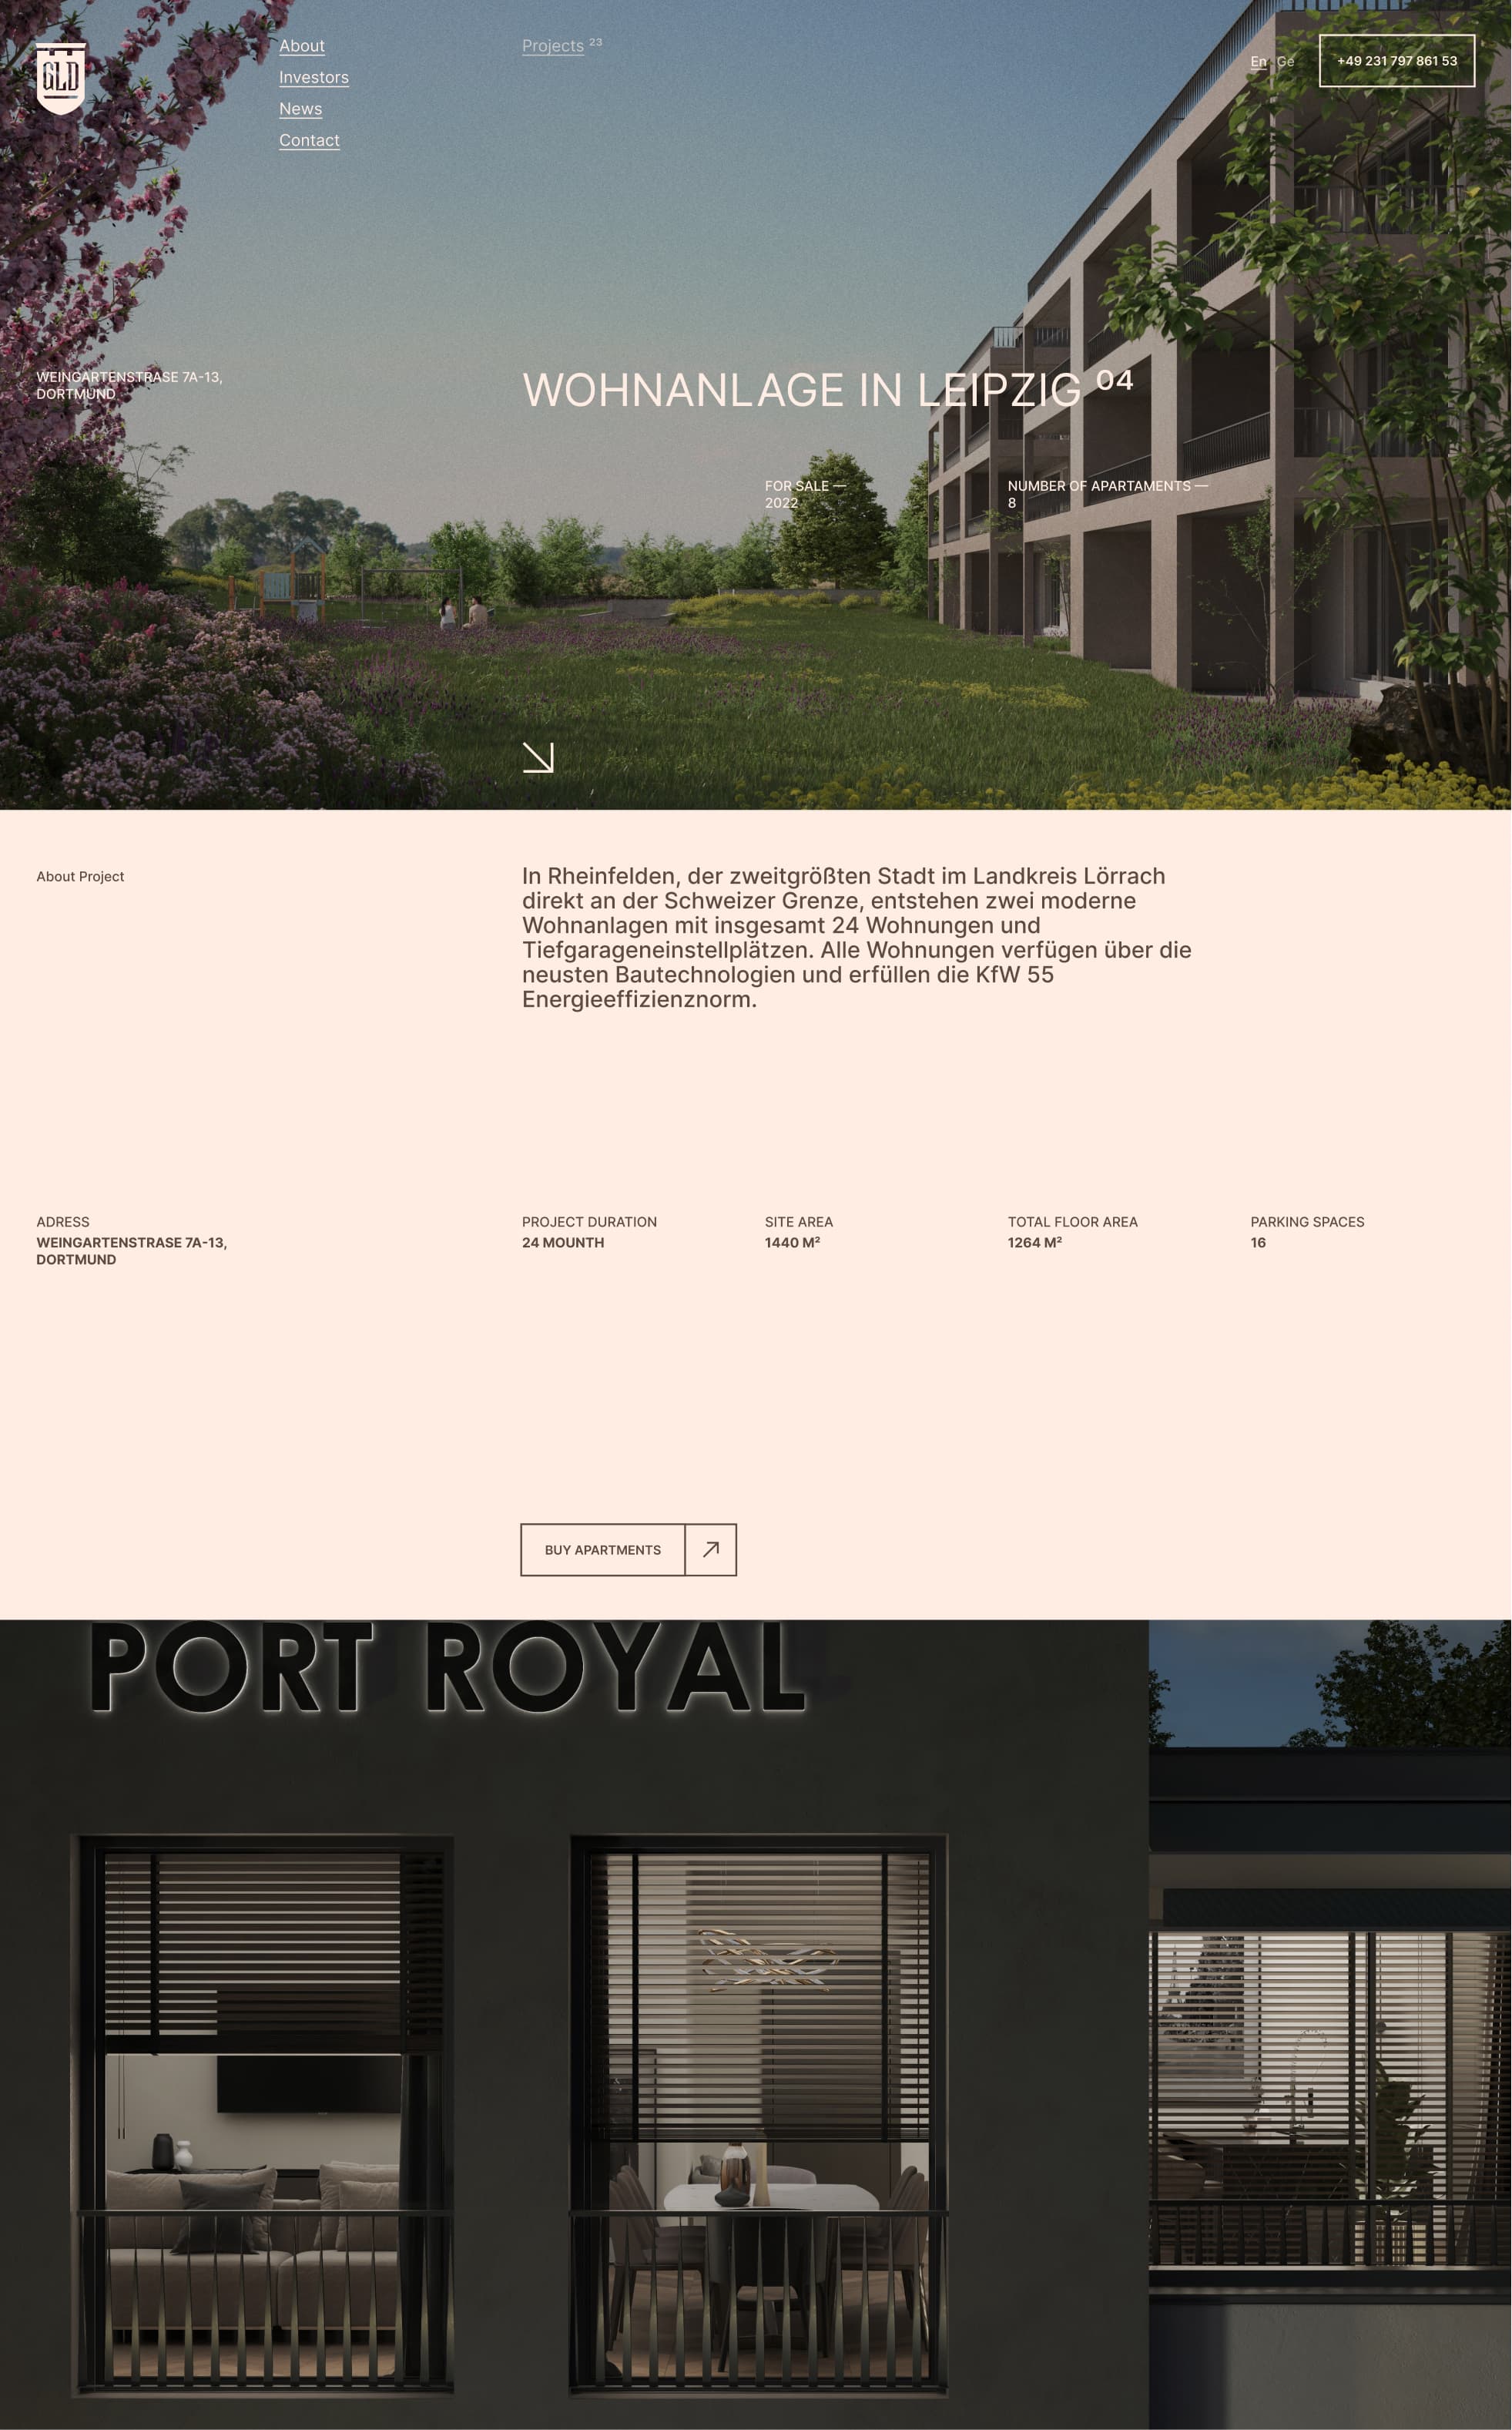 GLD
About
Investors
News
Contact
Projects 23
En Ge
+49 231 797 861 53
WEINGARTENSTRASE 7A-13,
DORTMUND
WOHNANLAGE IN LEIPZIG 04
FOR SALE —
2022
NUMBER OF APARTAMENTS —
8
About Project
In Rheinfelden, der zweitgrößten Stadt im Landkreis Lörrach
direkt an der Schweizer Grenze, entstehen zwei moderne
Wohnanlagen mit insgesamt 24 Wohnungen und
Tiefgarageneinstellplätzen. Alle Wohnungen verfügen über die
neusten Bautechnologien und erfüllen die KfW 55
Energieeffizienznorm.
ADRESS
WEINGARTENSTRASE 7A-13,
DORTMUND
PROJECT DURATION
24 MOUNTH
SITE AREA
1440 M²
TOTAL FLOOR AREA
1264 M²
PARKING SPACES
16
BUY APARTMENTS
PORT ROYAL